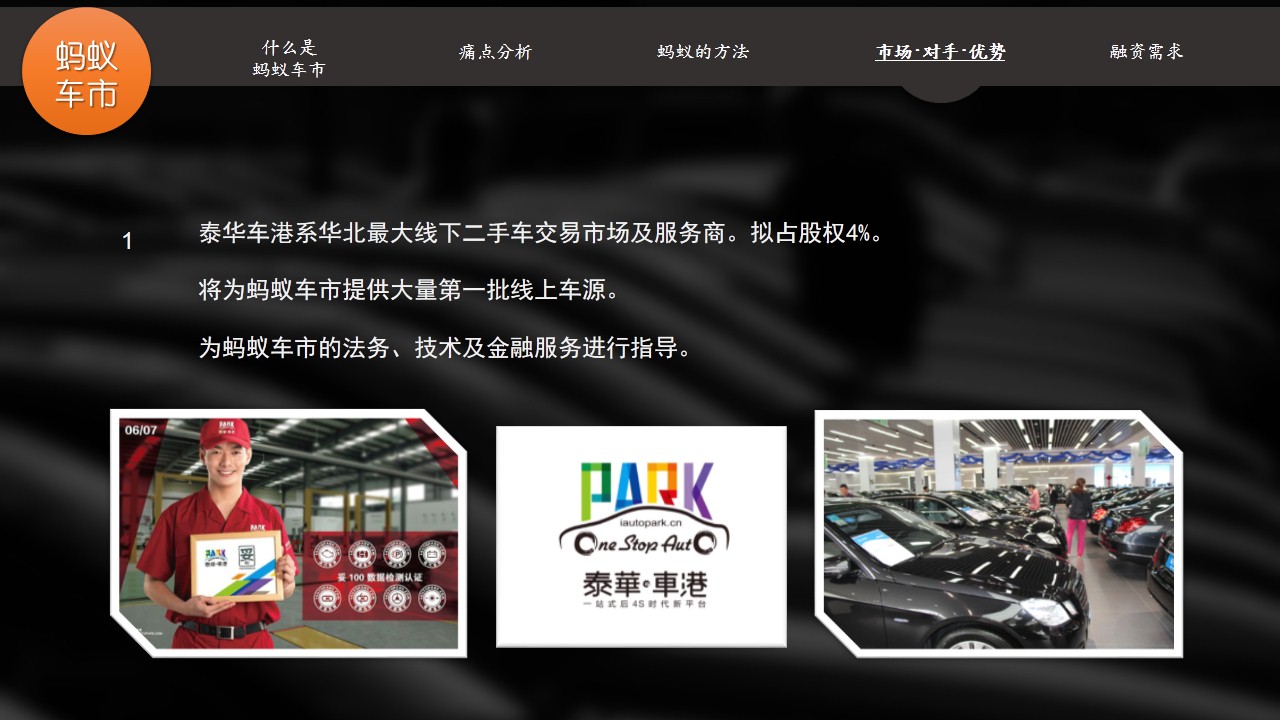 蚂蚁
车市
什么是
蚂蚁车市
痛点分析
蚂蚁的方法
市场·对手·优势
融资需求
1
泰华车港系华北最大线下二手车交易市场及服务商。拟占股权4%。
将为蚂蚁车市提供大量第一批线上车源。
为蚂蚁车市的法务、技术及金融服务进行指导。
06/07
PARK
PARK
PARK
妥
妥 100 数据检测认证
PARK
iautopark.cn
One Stop Auto
泰華·車港
一站式后4S时代新平台